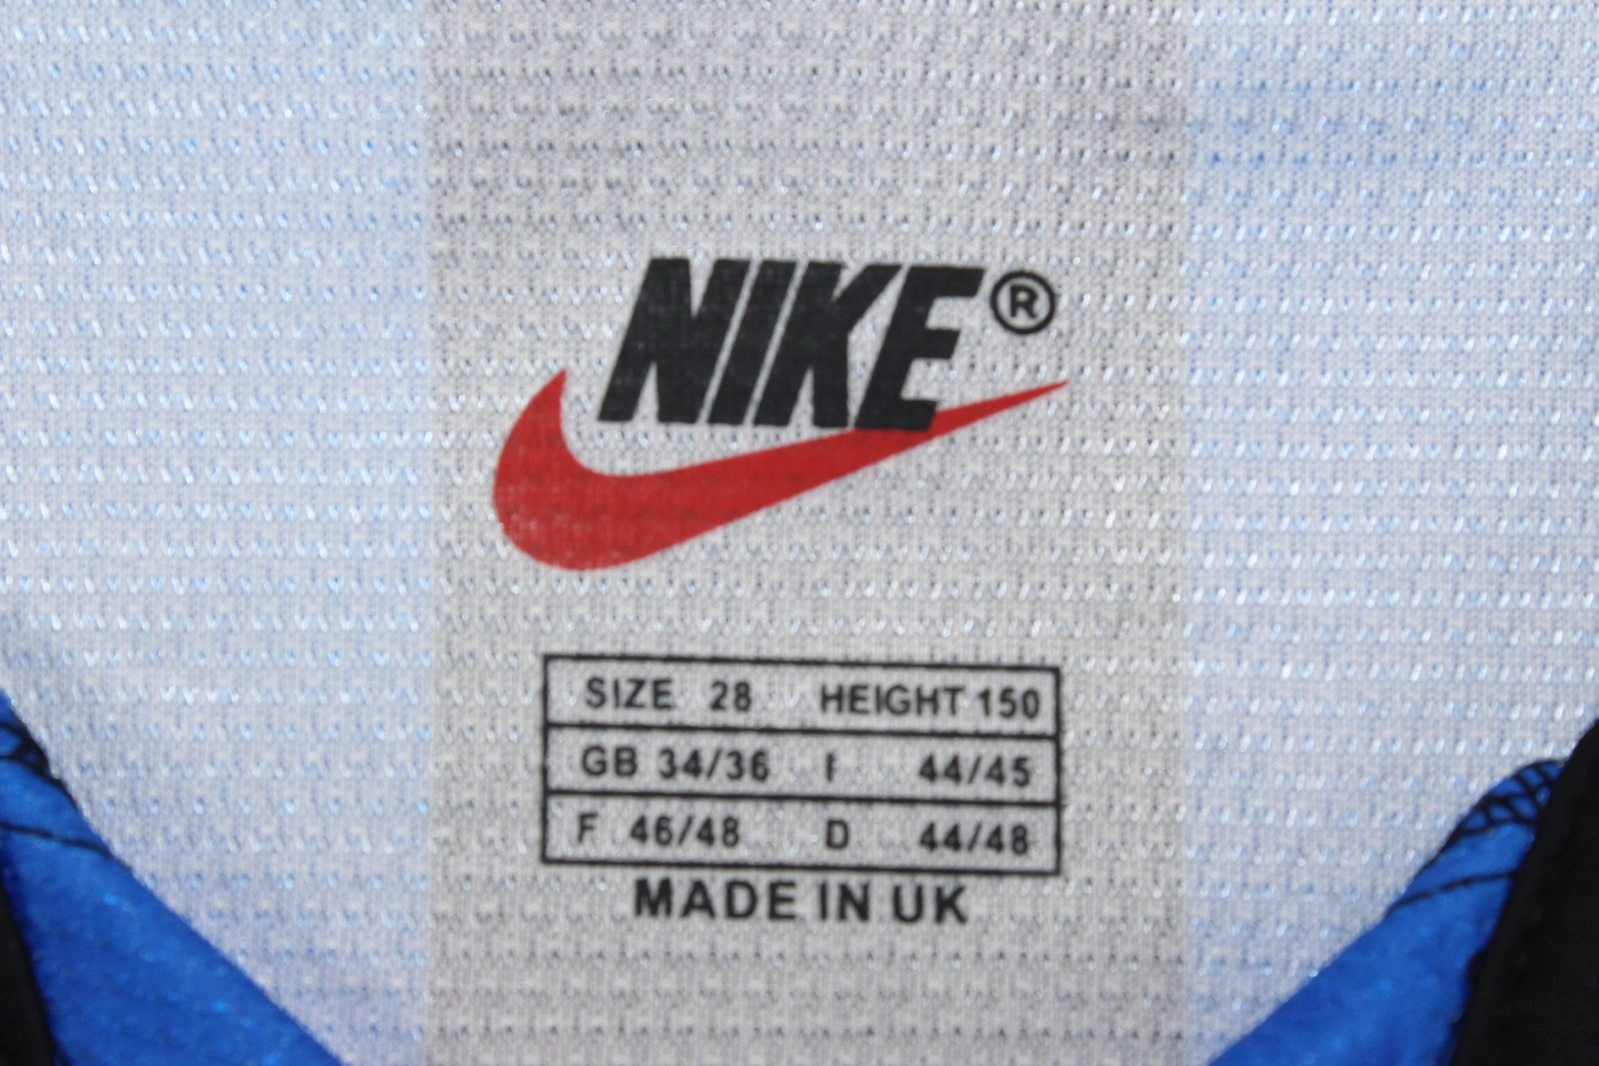 NIKE®
SIZE 28 HEIGHT 150
GB 34/36 I 44/45
F 46/48 D 44/48
MADE IN UK